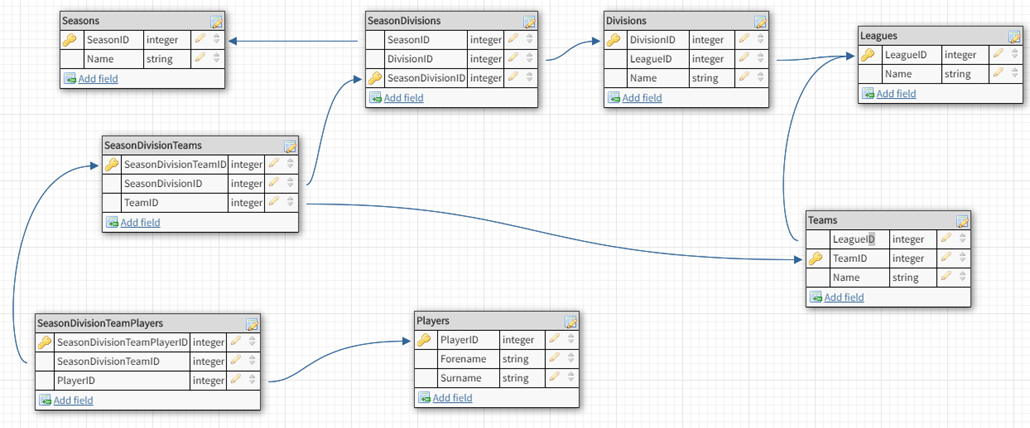 Seasons
SeasonID integer
Name string
Add field
SeasonDivisions
SeasonID integer
DivisionID integer
SeasonDivisionID integer
Add field
Divisions
DivisionID integer
LeagueID integer
Name string
Add field
Leagues
LeagueID integer
Name string
Add field
SeasonDivisionTeams
SeasonDivisionTeamID integer
SeasonDivisionID integer
TeamID integer
Add field
Teams
LeagueID integer
TeamID integer
Name string
Add field
SeasonDivisionTeamPlayers
SeasonDivisionTeamPlayerID integer
SeasonDivisionTeamID integer
PlayerID integer
Add field
Players
PlayerID integer
Forename string
Surname string
Add field